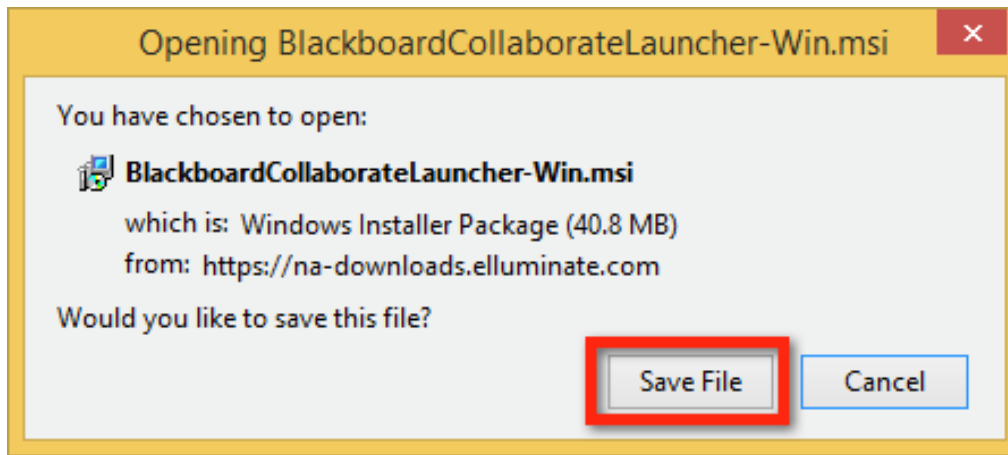 Opening BlackboardCollaborateLauncher-Win.msi
You have chosen to open:
BlackboardCollaborateLauncher-Win.msi
which is: Windows Installer Package (40.8 MB)
from: https://na-downloads.elluminate.com
Would you like to save this file?
Save File Cancel